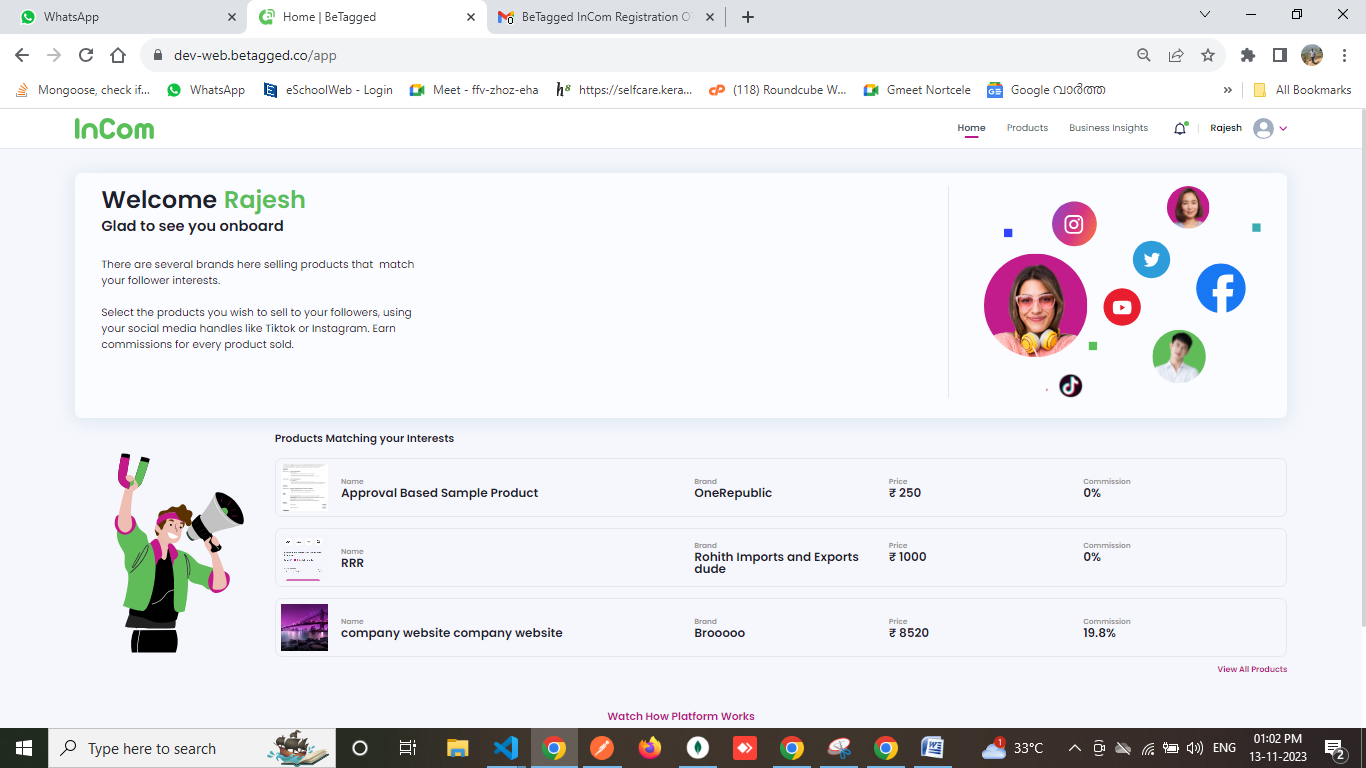 WhatsApp
Home | BeTagged
BeTagged InCom Registration O
dev-web.betagged.co/app
Mongoose, check if...
WhatsApp
eSchoolWeb - Login
Meet - ffv-zhoz-eha
https://selfcare.kera...
(118) Roundcube W...
Gmeet Nortcele
Google വാർത്ത
»
All Bookmarks
InCom
Home
Products
Business Insights
Rajesh
Welcome Rajesh
Glad to see you onboard
There are several brands here selling products that match
your follower interests.
Select the products you wish to sell to your followers, using
your social media handles like Tiktok or Instagram. Earn
commissions for every product sold.
Products Matching your Interests
Name
Brand
Price
Commission
Approval Based Sample Product
OneRepublic
₹ 250
0%
Name
Brand
Price
Commission
RRR
Rohith Imports and Exports
dude
₹ 1000
0%
Name
Brand
Price
Commission
company website company website
Brooooo
₹ 8520
19.8%
View All Products
Watch How Platform Works
Type here to search
1
33°C
ENG
01:02 PM
13-11-2023
2